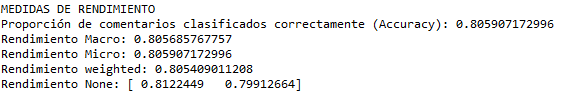 MEDIDAS DE RENDIMIENTO
Proporción de comentarios clasificados correctamente (Accuracy): 0.805907172996
Rendimiento Macro: 0.805685767757
Rendimiento Micro: 0.805907172996
Rendimiento weighted: 0.805409011208
Rendimiento None: [ 0.8122449   0.79912664]